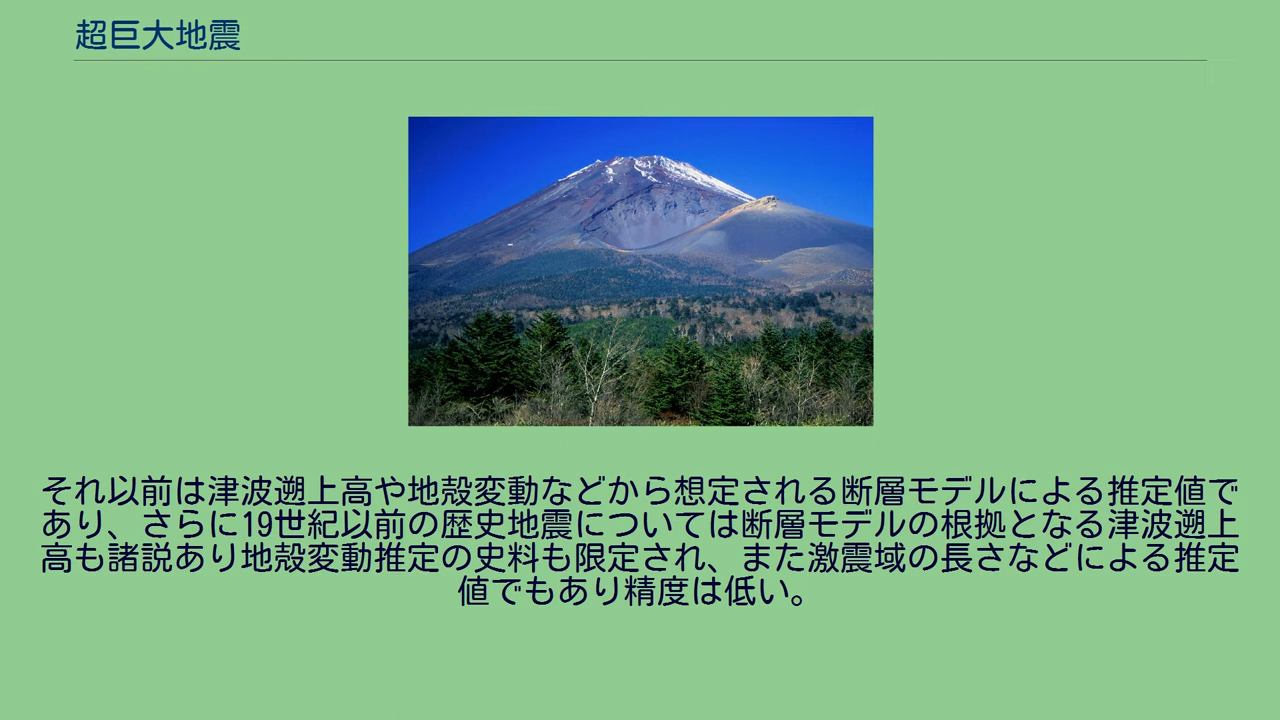 超巨大地震
それ以前は津波遡上高や地殻変動などから想定される断層モデルによる推定値で
あり、さらに19世紀以前の歴史地震については断層モデルの根拠となる津波遡上
高も諸説あり地殻変動推定の史料も限定され、また激震域の長さなどによる推定
値でもあり精度は低い。